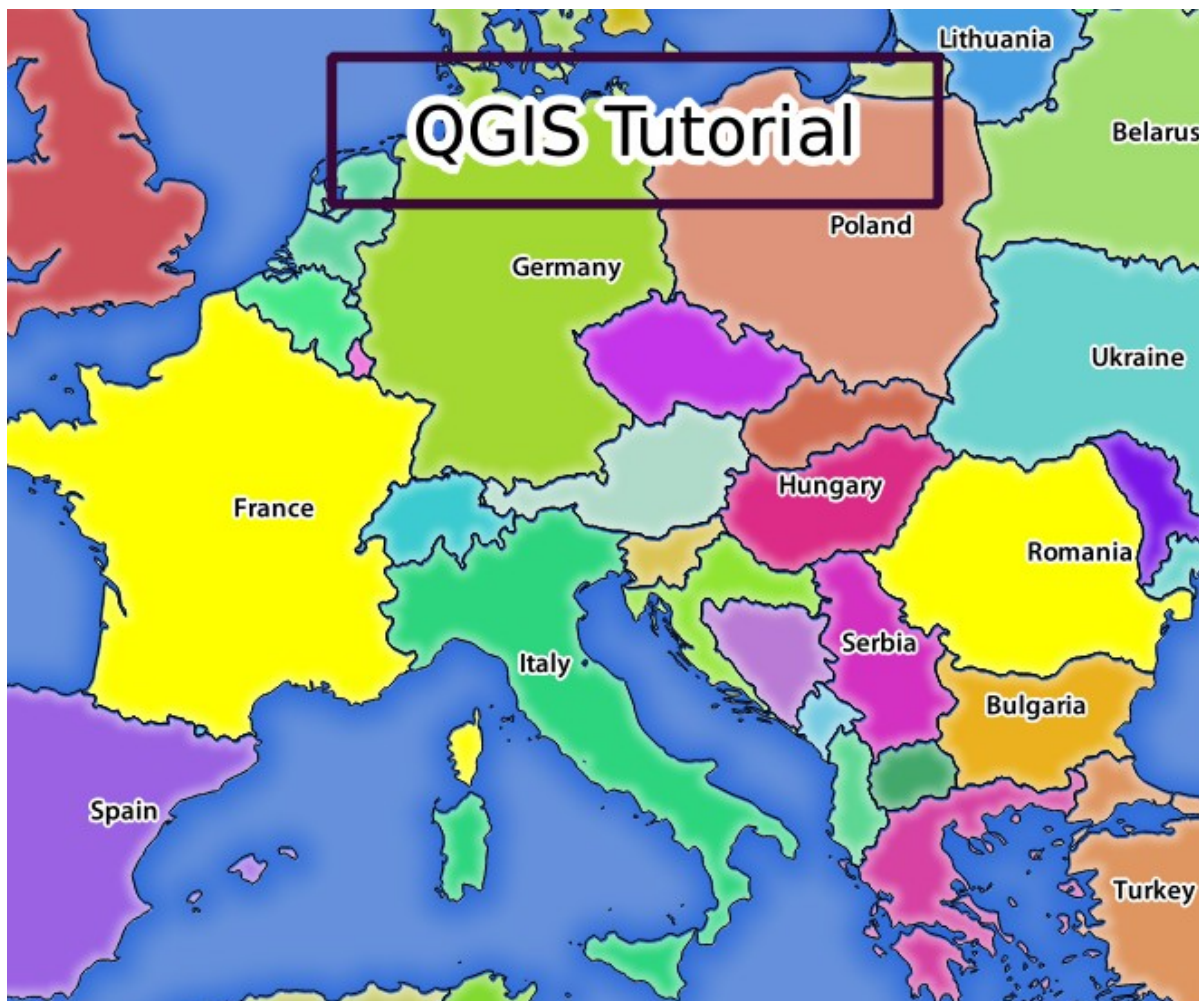 Lithuania
QGIS Tutorial
Belarus
Poland
Germany
Ukraine
Hungary
France
Romania
Serbia
Italy
Bulgaria
Spain
Turkey